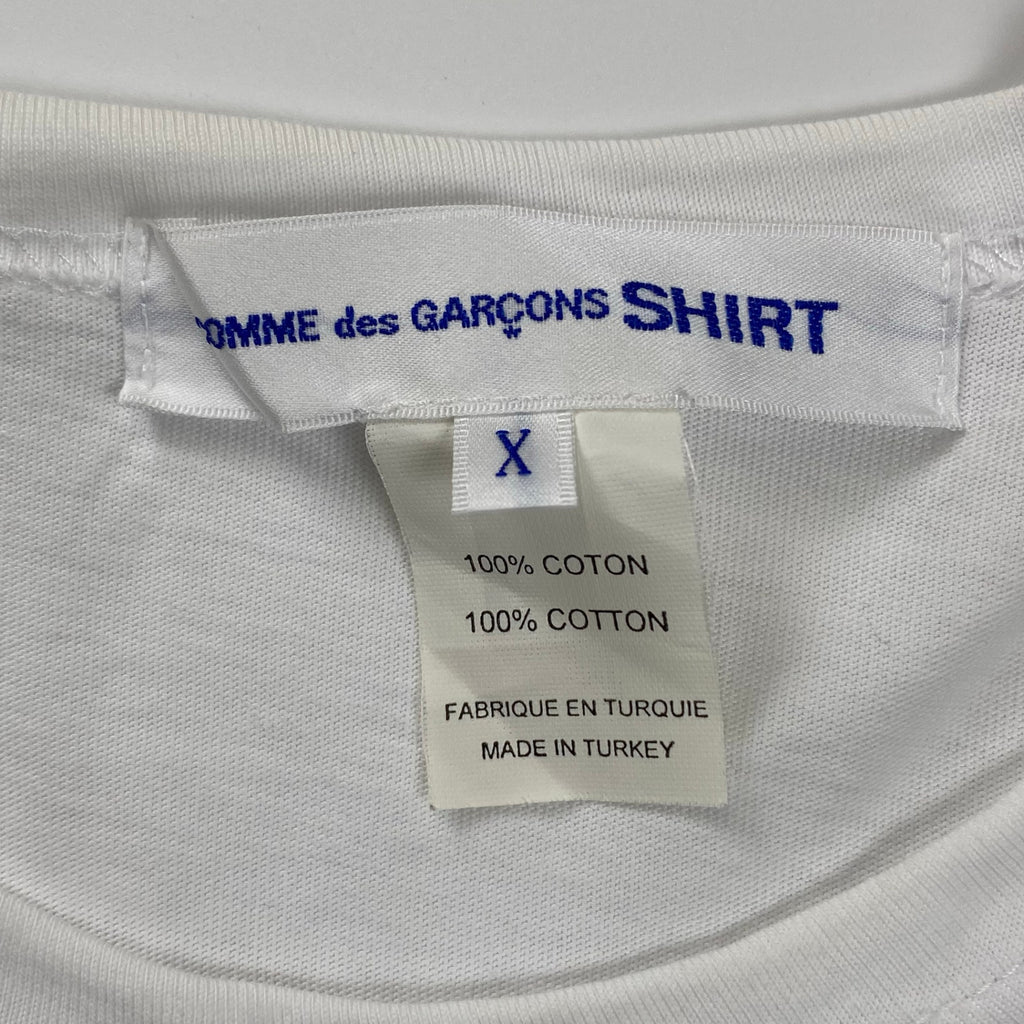 COMME des GARÇONS SHIRT
X
100% COTON
100% COTTON
FABRIQUE EN TURQUIE
MADE IN TURKEY